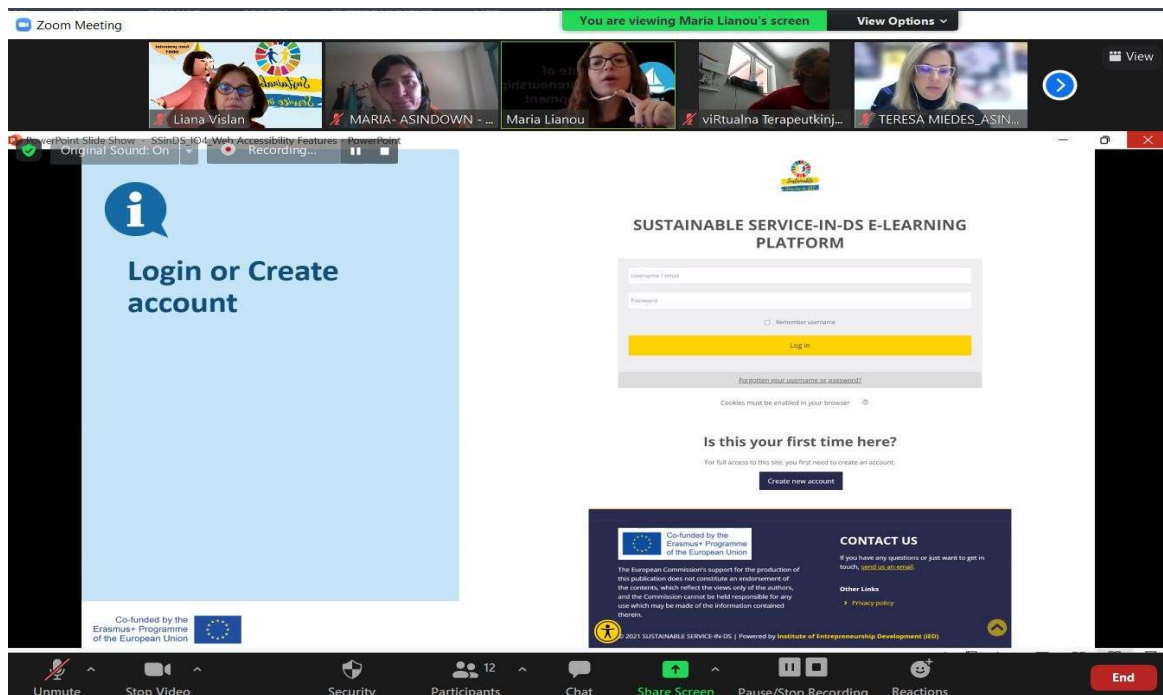 Zoom Meeting
You are viewing Maria Lianou's screen
View Options
View
Liana Vislan
MARIA- ASINDOWN - ...
Maria Lianou
viRtualna Terapeutkinj...
TERESA MIEDES_ASIN...
PowerPoint Slide Show - SSinDS_IO4_Web Accessibility Features - PowerPoint
Original Sound: On
Recording...
Login or Create
account
Co-funded by the
Erasmus+ Programme
of the European Union
SUSTAINABLE SERVICE-IN-DS E-LEARNING
PLATFORM
Username / email
Password
Remember username
Log in
Forgotten your username or password?
Cookies must be enabled in your browser
Is this your first time here?
For full access to this site, you first need to create an account.
Create new account
Co-funded by the
Erasmus+ Programme
of the European Union
The European Commission's support for the production of
this publication does not constitute an endorsement of
the contents, which reflect the views only of the authors,
and the Commission cannot be held responsible for any
use which may be made of the information contained
therein.
CONTACT US
If you have any questions or just want to get in
touch, send us an email.
Other Links
Privacy policy
2021 SUSTAINABLE SERVICE-IN-DS | Powered by Institute of Entrepreneurship Development (iED)
Unmute
Stop Video
Security
Participants
12
Chat
Share Screen
Pause/Stop Recording
Reactions
End